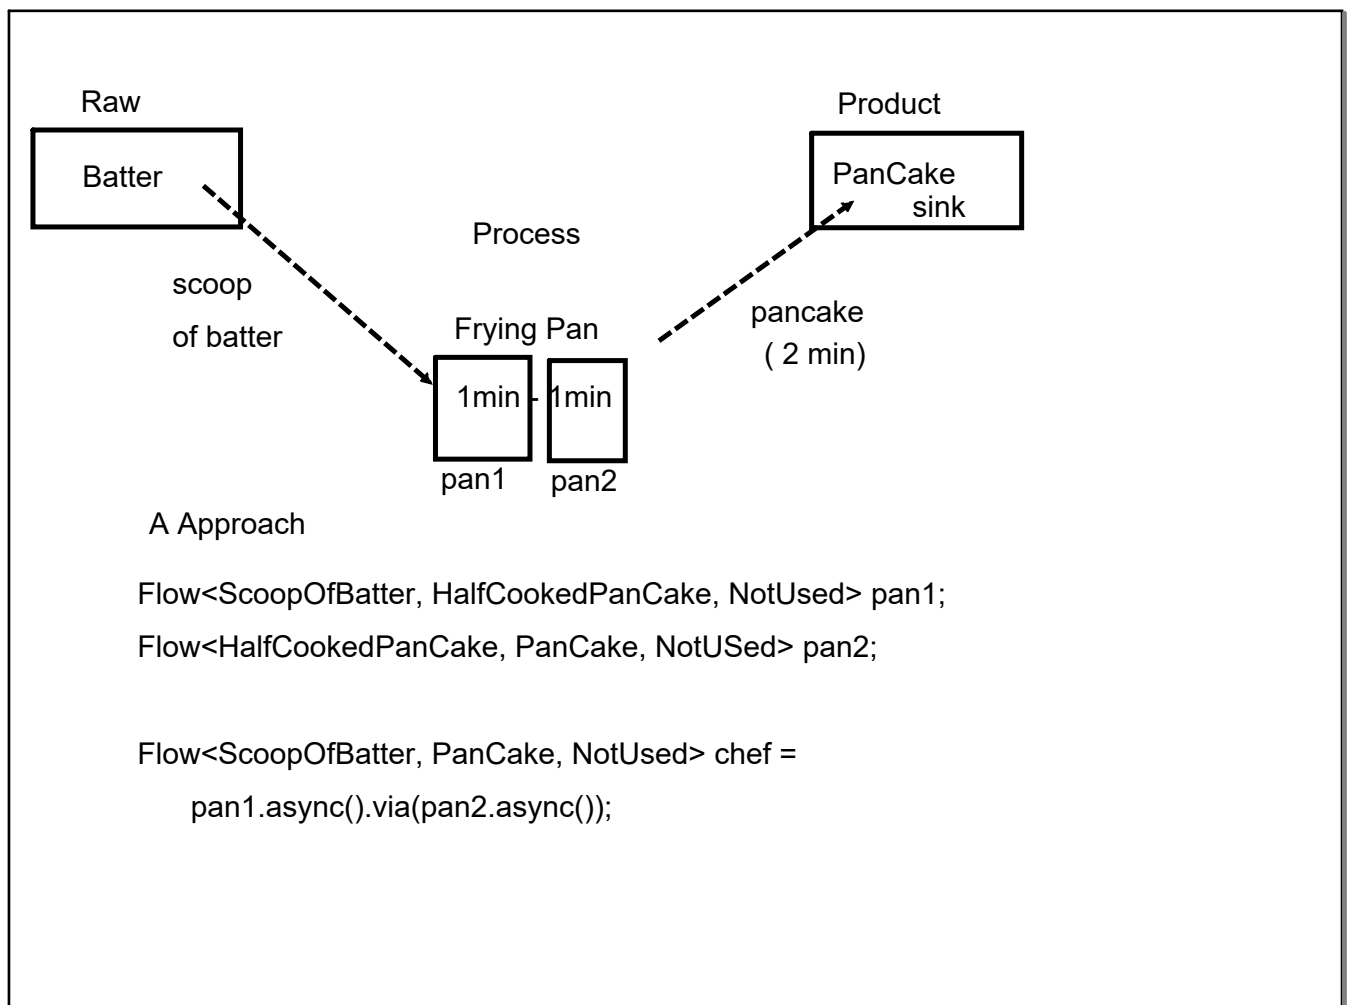 Raw
Product
Batter
PanCake
sink
Process
scoop
of batter
pancake
( 2 min)
Frying Pan
1min - 1min
pan1
pan2
A Approach
Flow<ScoopOfBatter, HalfCookedPanCake, NotUsed> pan1;
Flow<HalfCookedPanCake, PanCake, NotUSed> pan2;
Flow<ScoopOfBatter, PanCake, NotUsed> chef =
pan1.async().via(pan2.async());